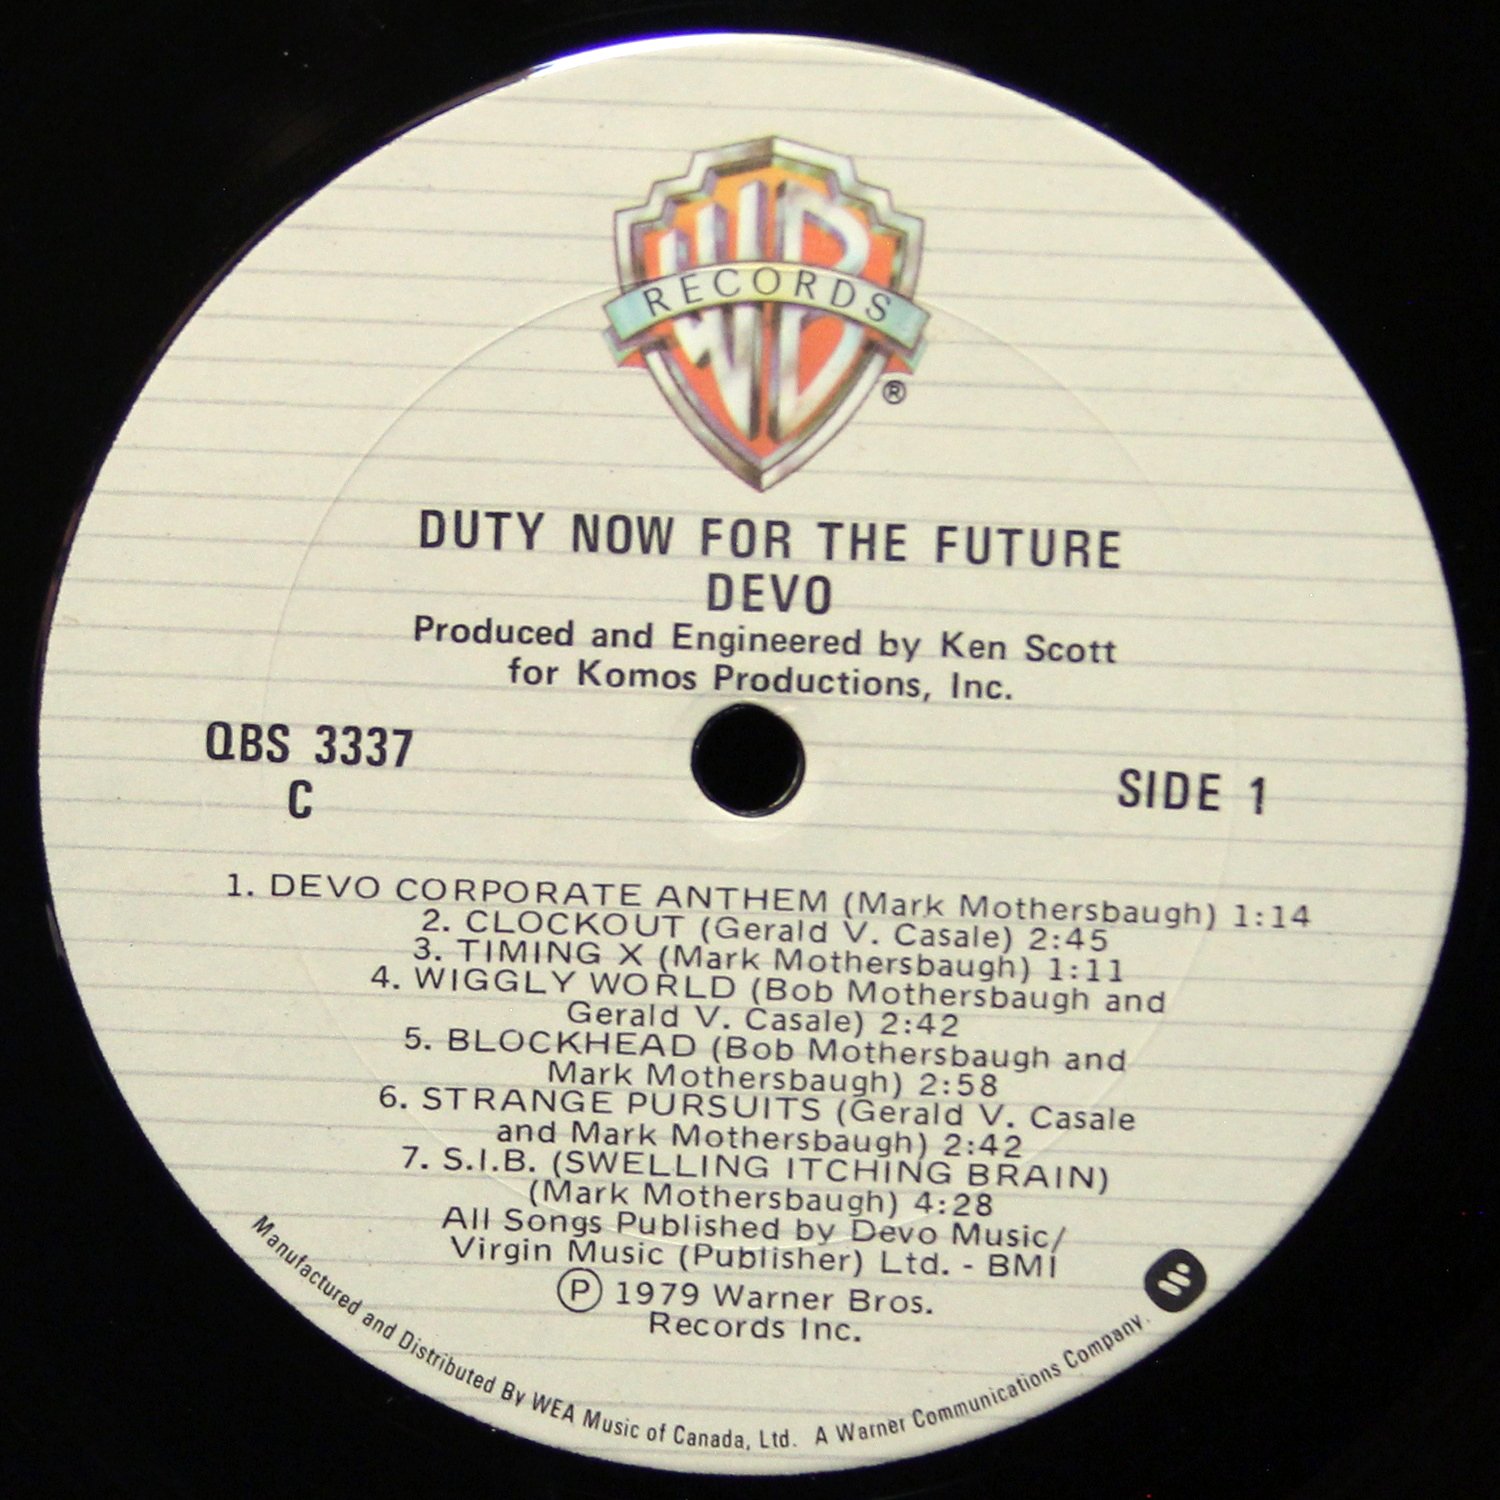 WB
RECORDS
®
DUTY NOW FOR THE FUTURE
DEVO
Produced and Engineered by Ken Scott
for Komos Productions, Inc.
QBS 3337
C
SIDE 1
1. DEVO CORPORATE ANTHEM (Mark Mothersbaugh) 1:14
2. CLOCKOUT (Gerald V. Casale) 2:45
3. TIMING X (Mark Mothersbaugh) 1:11
4. WIGGLY WORLD (Bob Mothersbaugh and
Gerald V. Casale) 2:42
5. BLOCKHEAD (Bob Mothersbaugh and
Mark Mothersbaugh) 2:58
6. STRANGE PURSUITS (Gerald V. Casale
and Mark Mothersbaugh) 2:42
7. S.I.B. (SWELLING ITCHING BRAIN)
(Mark Mothersbaugh) 4:28
All Songs Published by Devo Music/
Virgin Music (Publisher) Ltd. - BMI
Ⓟ 1979 Warner Bros.
Records Inc.
Manufactured and Distributed By WEA Music of Canada, Ltd. A Warner Communications Company.